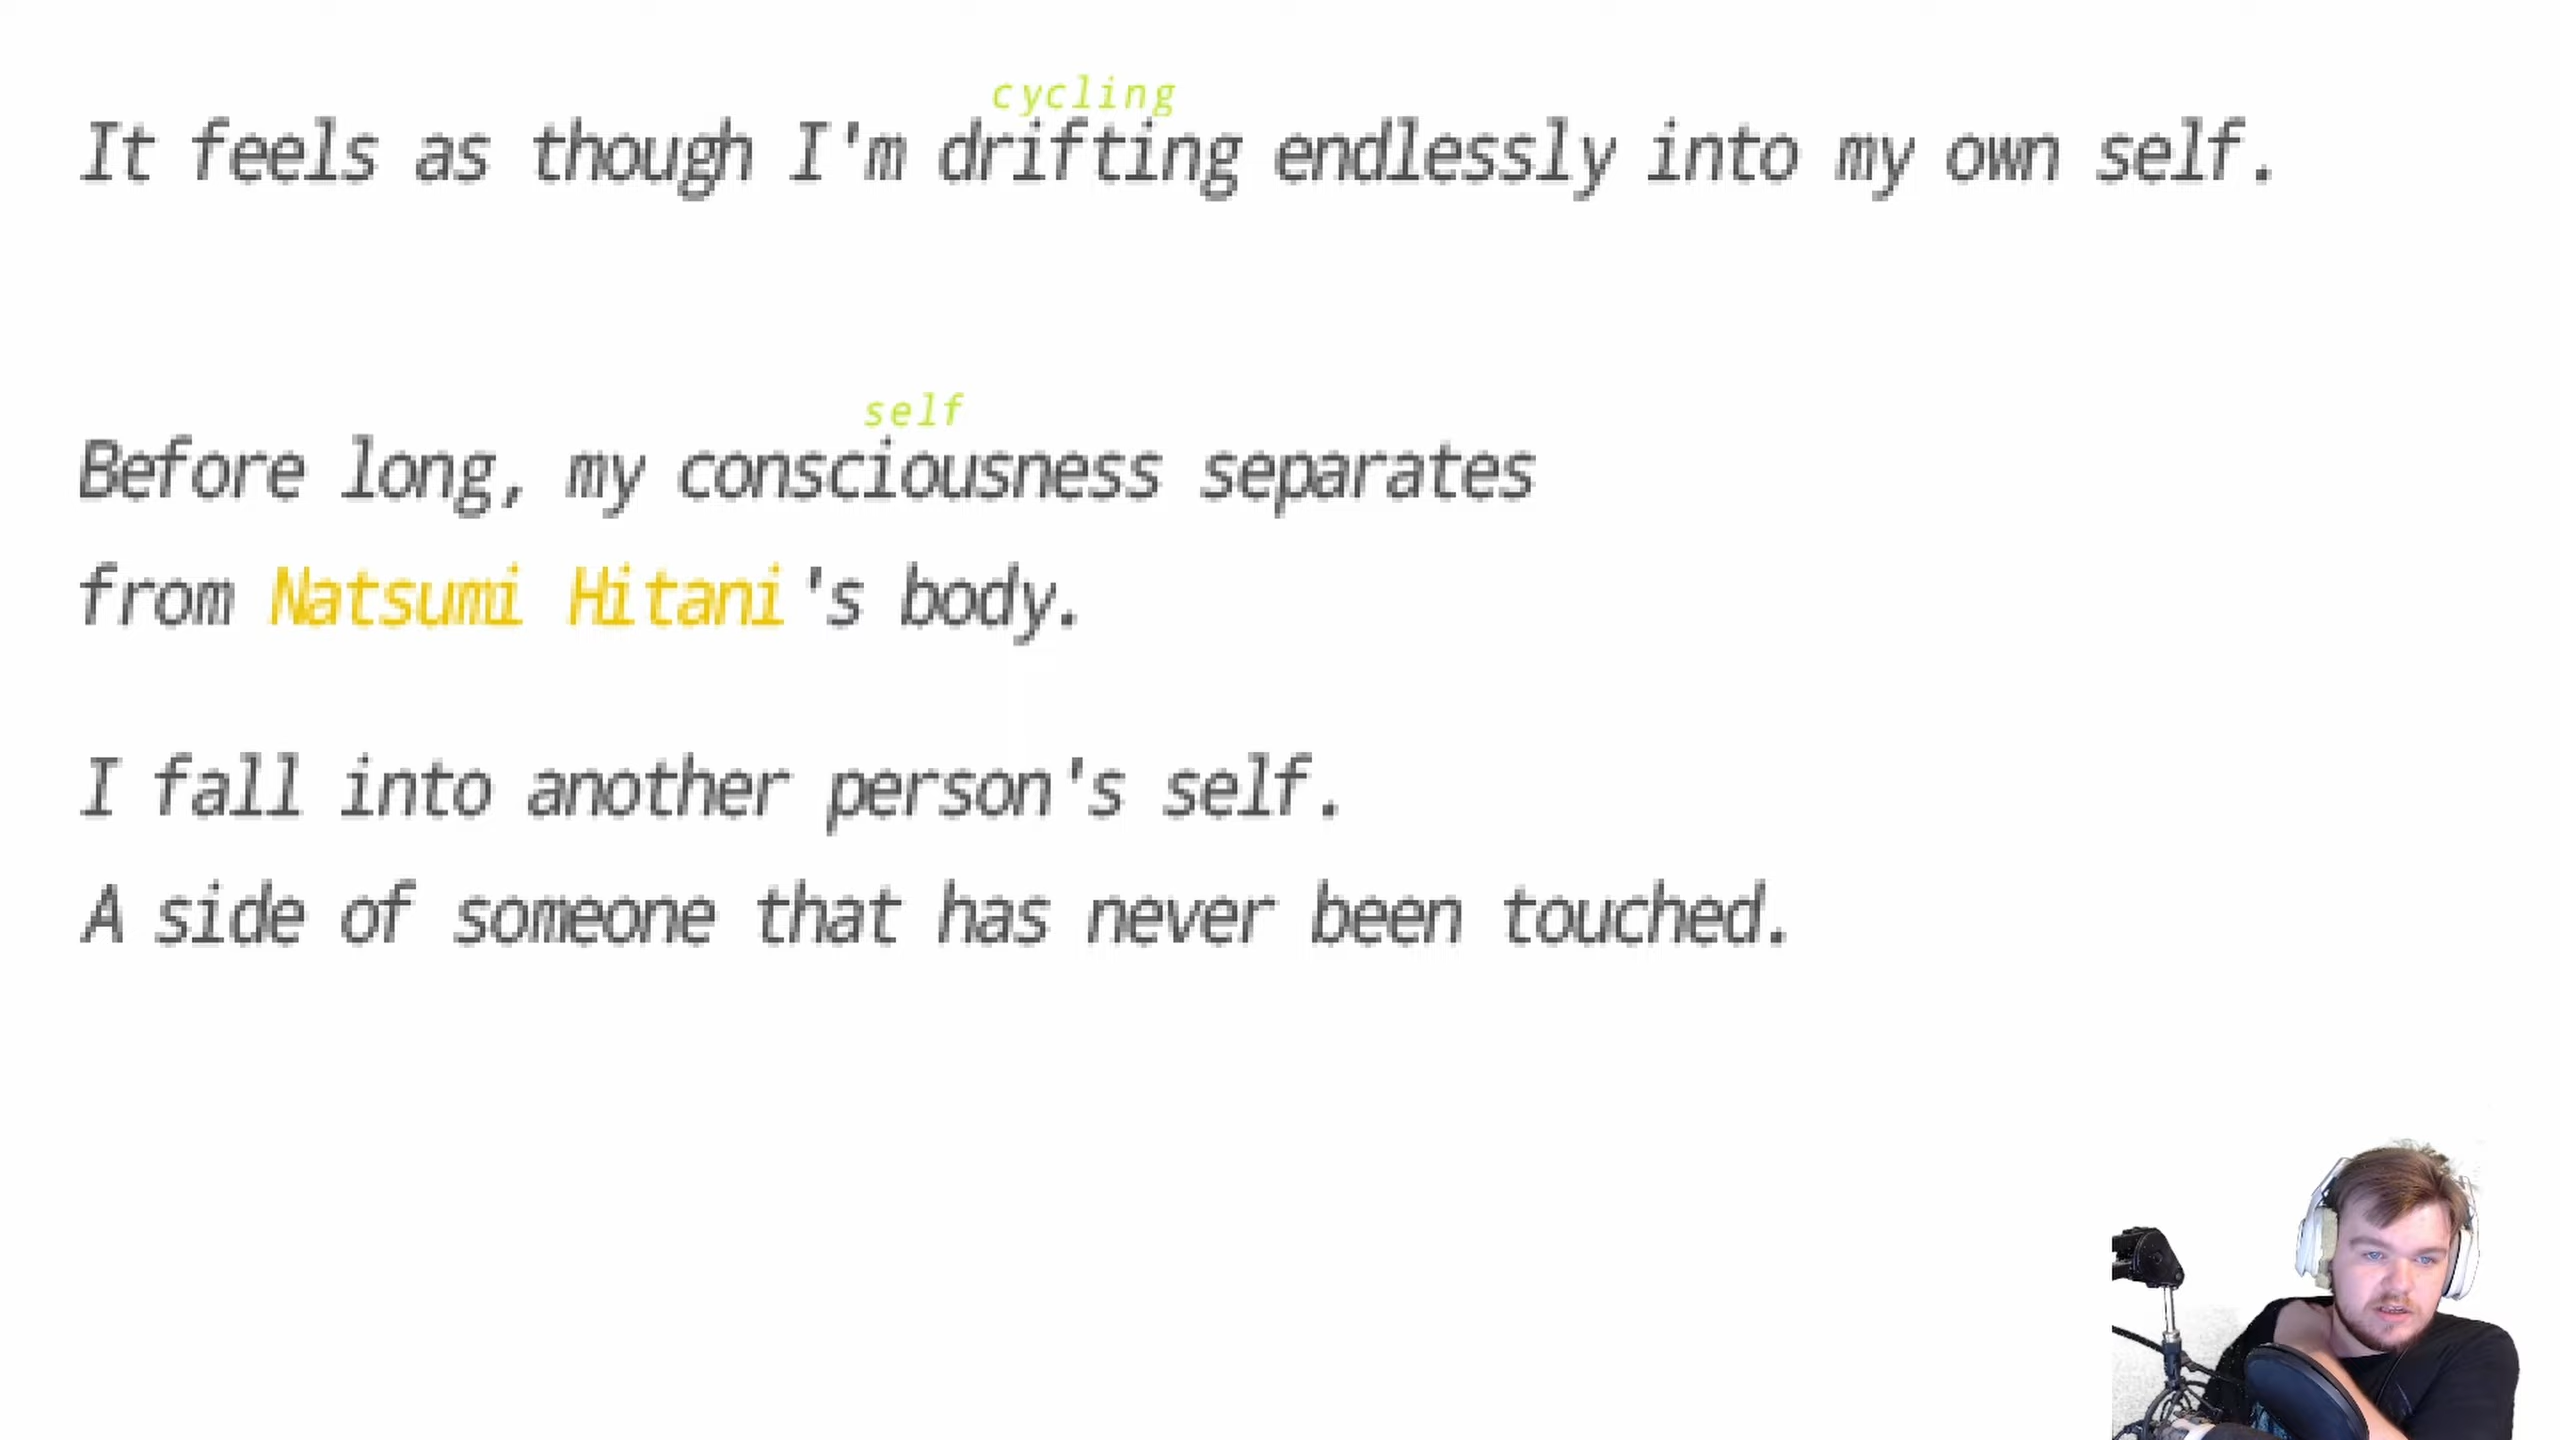 cycling
It feels as though I'm drifting endlessly into my own self.
self
Before long, my consciousness separates
from Natsumi Hitani's body.
I fall into another person's self.
A side of someone that has never been touched.